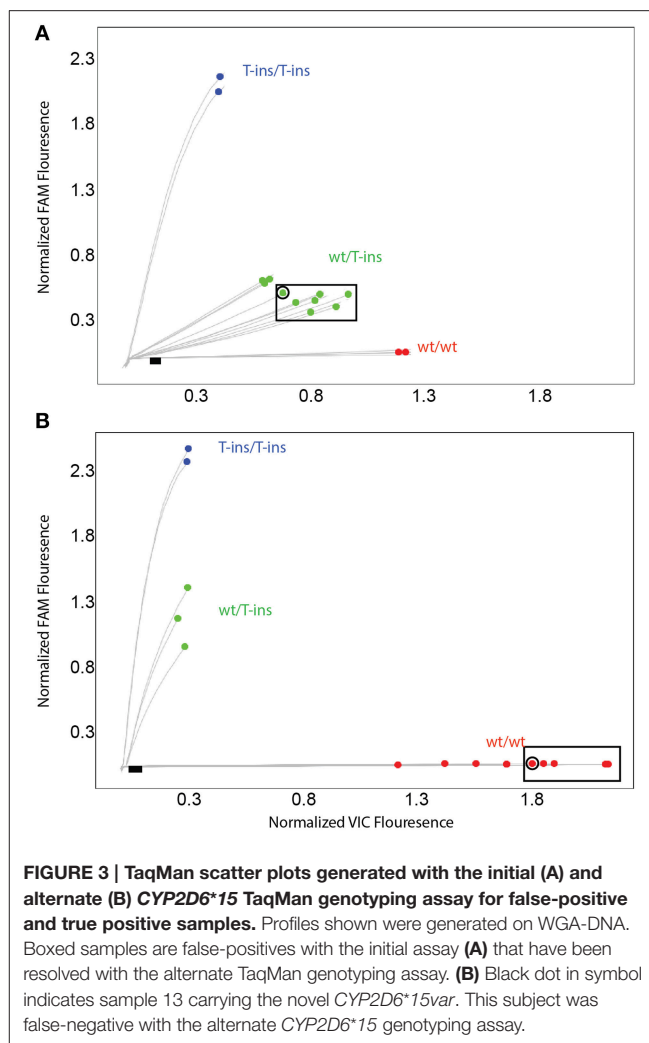 A
2.3
T-ins/T-ins
1.8
1.3
0.8
wt/T-ins
0.3
wt/wt
Normalized FAM Flouresence
0.3 0.8 1.3 1.8
B
2.3
T-ins/T-ins
1.8
1.3
wt/T-ins
0.8
0.3
wt/wt
Normalized FAM Flouresence
0.3 0.8 1.3 1.8
Normalized VIC Flouresence
FIGURE 3 | TaqMan scatter plots generated with the initial (A) and
alternate (B) CYP2D6*15 TaqMan genotyping assay for false-positive
and true positive samples. Profiles shown were generated on WGA-DNA.
Boxed samples are false-positives with the initial assay (A) that have been
resolved with the alternate TaqMan genotyping assay. (B) Black dot in symbol
indicates sample 13 carrying the novel CYP2D6*15var. This subject was
false-negative with the alternate CYP2D6*15 genotyping assay.